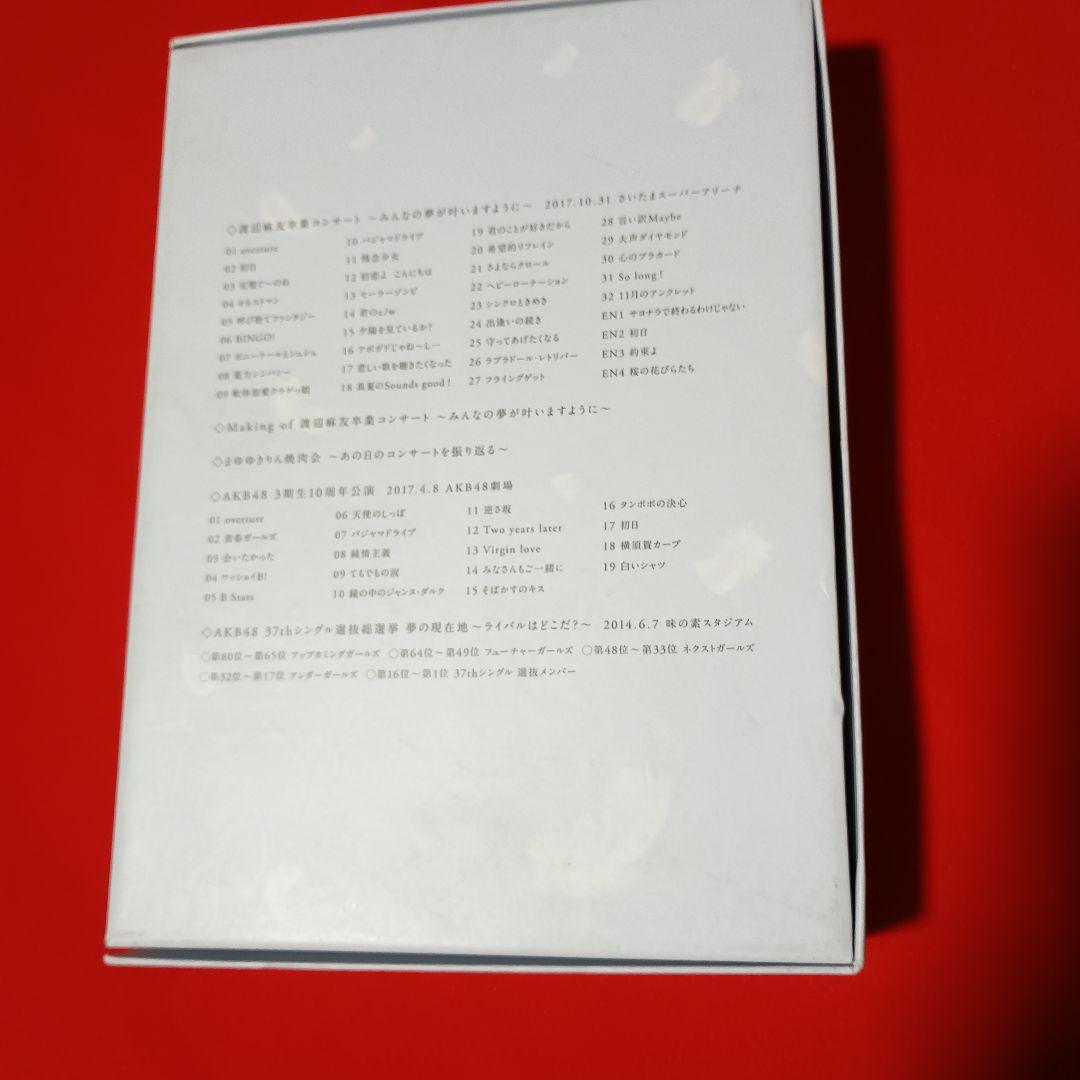 ◇渡辺麻友卒業コンサート ～みんなの夢が叶いますように～ 2017.10.31 さいたまスーパーアリーナ
01 overture
02 初日
03 完璧ぐ～のね
04 オネストマン
05 呼び捨てファンタジー
06 BINGO!
07 ポニーテールとシュシュ
08 重力シンパシー
09 軟体恋愛クラゲっ娘
10 パジャマドライブ
11 残念少女
12 初恋よ こんにちは
13 セーラーゾンビ
14 君のc/w
15 夕陽を見ているか?
16 アボガドじゃね～し…
17 悲しい歌を聴きたくなった
18 真夏のSounds good !
19 君のことが好きだから
20 希望的リフレイン
21 さよならクロール
22 ヘビーローテーション
23 シンクロときめき
24 出逢いの続き
25 守ってあげたくなる
26 ラブラドール・レトリバー
27 フライングゲット
28 言い訳Maybe
29 大声ダイヤモンド
30 心のプラカード
31 So long !
32 11月のアンクレット
EN1 サヨナラで終わるわけじゃない
EN2 初日
EN3 約束よ
EN4 桜の花びらたち
◇Making of 渡辺麻友卒業コンサート ～みんなの夢が叶いますように～
◇まゆゆきりん焼肉会 ～あの日のコンサートを振り返る～
◇AKB48 3期生10周年公演 2017.4.8 AKB48劇場
01 overture
02 青春ガールズ
03 会いたかった
04 ワッショイB!
05 B Stars
06 天使のしっぽ
07 パジャマドライブ
08 純情主義
09 てもでもの涙
10 鏡の中のジャンヌ・ダルク
11 逆さ坂
12 Two years later
13 Virgin love
14 みなさんもご一緒に
15 そばかすのキス
16 タンポポの決心
17 初日
18 横須賀カーブ
19 白いシャツ
◇AKB48 37thシングル選抜総選挙 夢の現在地～ライバルはどこだ?～ 2014.6.7 味の素スタジアム
○第80位～第65位 アップカミングガールズ ○第64位～第49位 フューチャーガールズ ○第48位～第33位 ネクストガールズ
○第32位～第17位 アンダーガールズ ○第16位～第1位 37thシングル 選抜メンバー